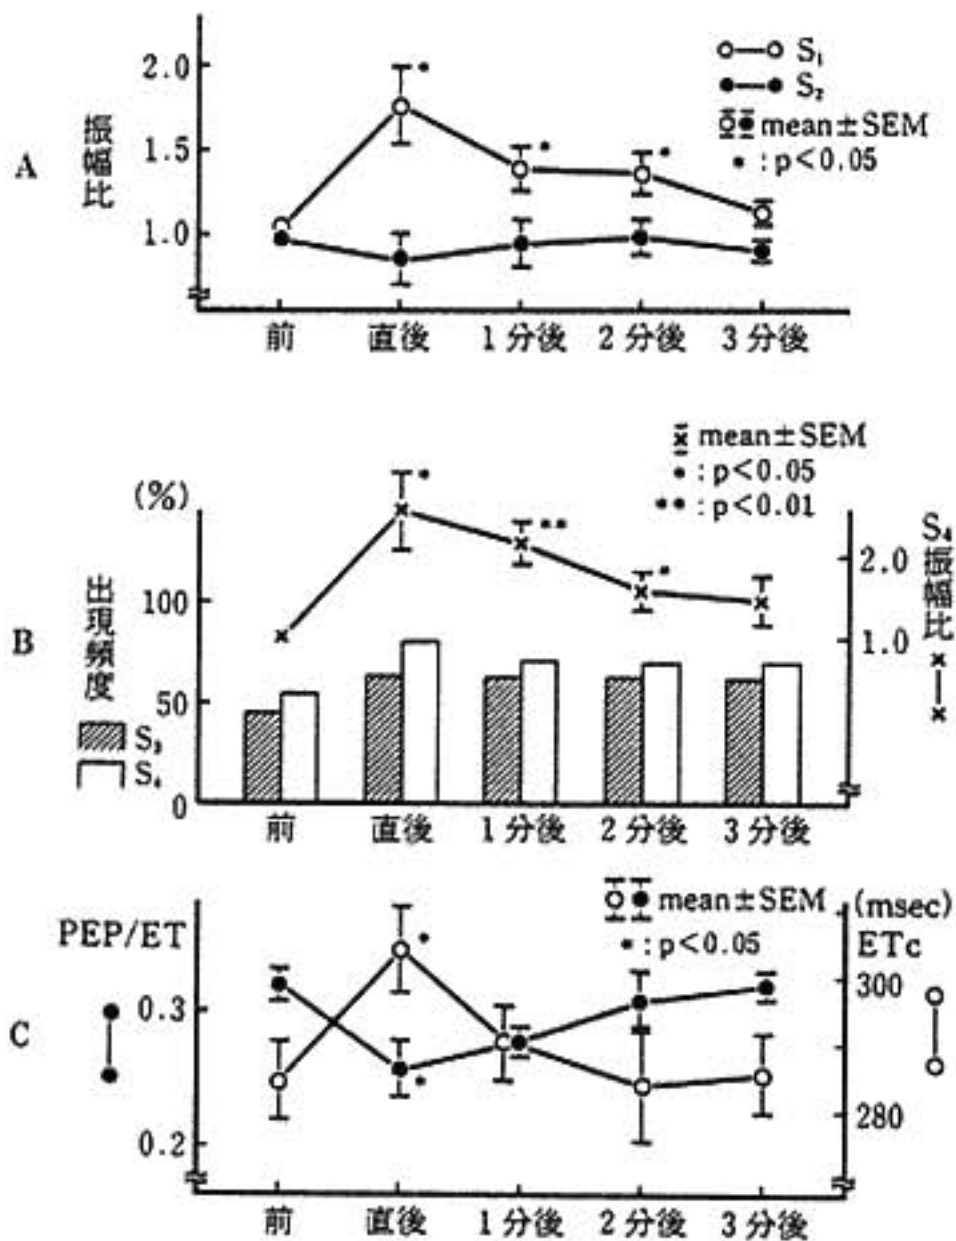 A
振幅比
2.0
1.5
1.0
S₁
S₂
mean±SEM
* : p<0.05
*
*
*
前 直後 1分後 2分後 3分後
B
(%)
100
50
0
出現頻度
S₃
S₄
mean±SEM
* : p<0.05
** : p<0.01
*
**
*
S₄振幅比
2.0
1.0
前 直後 1分後 2分後 3分後
C
PEP/ET
0.3
0.2
mean±SEM
* : p<0.05
*
*
(msec)
ETc
300
280
前 直後 1分後 2分後 3分後